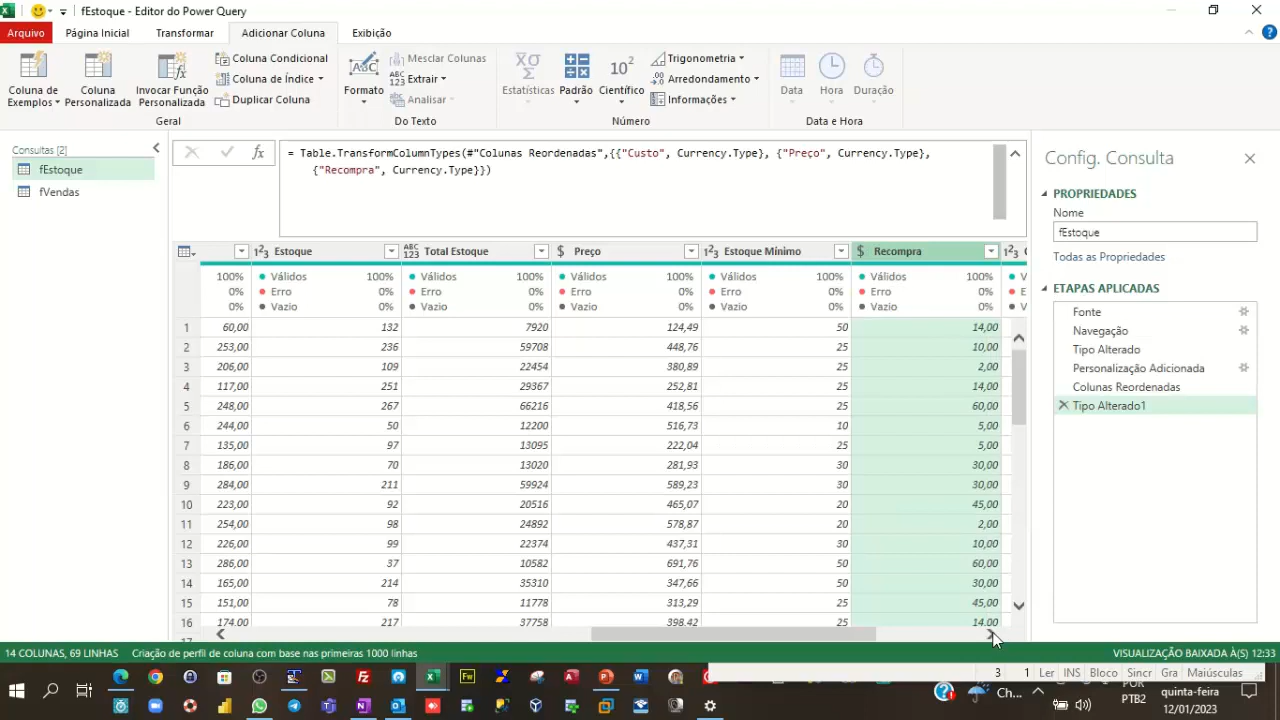 fEstoque - Editor do Power Query
Arquivo Página Inicial Transformar Adicionar Coluna Exibição
Coluna de Exemplos
Coluna Personalizada
Invocar Função Personalizada
Coluna Condicional
Coluna de Índice
Duplicar Coluna
Geral
Formato
Mesclar Colunas
Extrair
Analisar
Do Texto
Estatísticas
Padrão
Científico
Trigonometria
Arredondamento
Informações
Número
Data
Hora
Duração
Data e Hora
Consultas [2]
fEstoque
fVendas
= Table.TransformColumnTypes(#"Colunas Reordenadas",{{"Custo", Currency.Type}, {"Preço", Currency.Type},
{"Recompra", Currency.Type}})
Estoque Total Estoque Preço Estoque Mínimo Recompra
100% Válidos 100% Válidos 100% Válidos 100% Válidos 100% Válidos 100%
0% Erro 0% Erro 0% Erro 0% Erro 0% Erro 0%
0% Vazio 0% Vazio 0% Vazio 0% Vazio 0% Vazio 0%
1 60,00 132 7920 124,49 50 14,00
2 253,00 236 59708 448,76 25 10,00
3 206,00 109 22454 380,89 25 2,00
4 117,00 251 29367 252,81 25 14,00
5 248,00 267 66216 418,56 25 60,00
6 244,00 50 12200 516,73 10 5,00
7 135,00 97 13095 222,04 25 5,00
8 186,00 70 13020 281,93 30 30,00
9 284,00 211 59924 589,23 30 30,00
10 223,00 92 20516 465,07 20 45,00
11 254,00 98 24892 578,87 20 2,00
12 226,00 99 22374 437,31 30 10,00
13 286,00 37 10582 691,76 50 60,00
14 165,00 214 35310 347,66 50 30,00
15 151,00 78 11778 313,29 25 45,00
16 174,00 217 37758 398,42 25 14,00
Config. Consulta
PROPRIEDADES
Nome
fEstoque
Todas as Propriedades
ETAPAS APLICADAS
Fonte
Navegação
Tipo Alterado
Personalização Adicionada
Colunas Reordenadas
Tipo Alterado1
14 COLUNAS, 69 LINHAS Criação de perfil de coluna com base nas primeiras 1000 linhas VISUALIZAÇÃO BAIXADA À(S) 12:33
3 1 Ler INS Bloco Sincr Gra Maiúsculas
Ch...
POR
PTB2
quinta-feira
12/01/2023